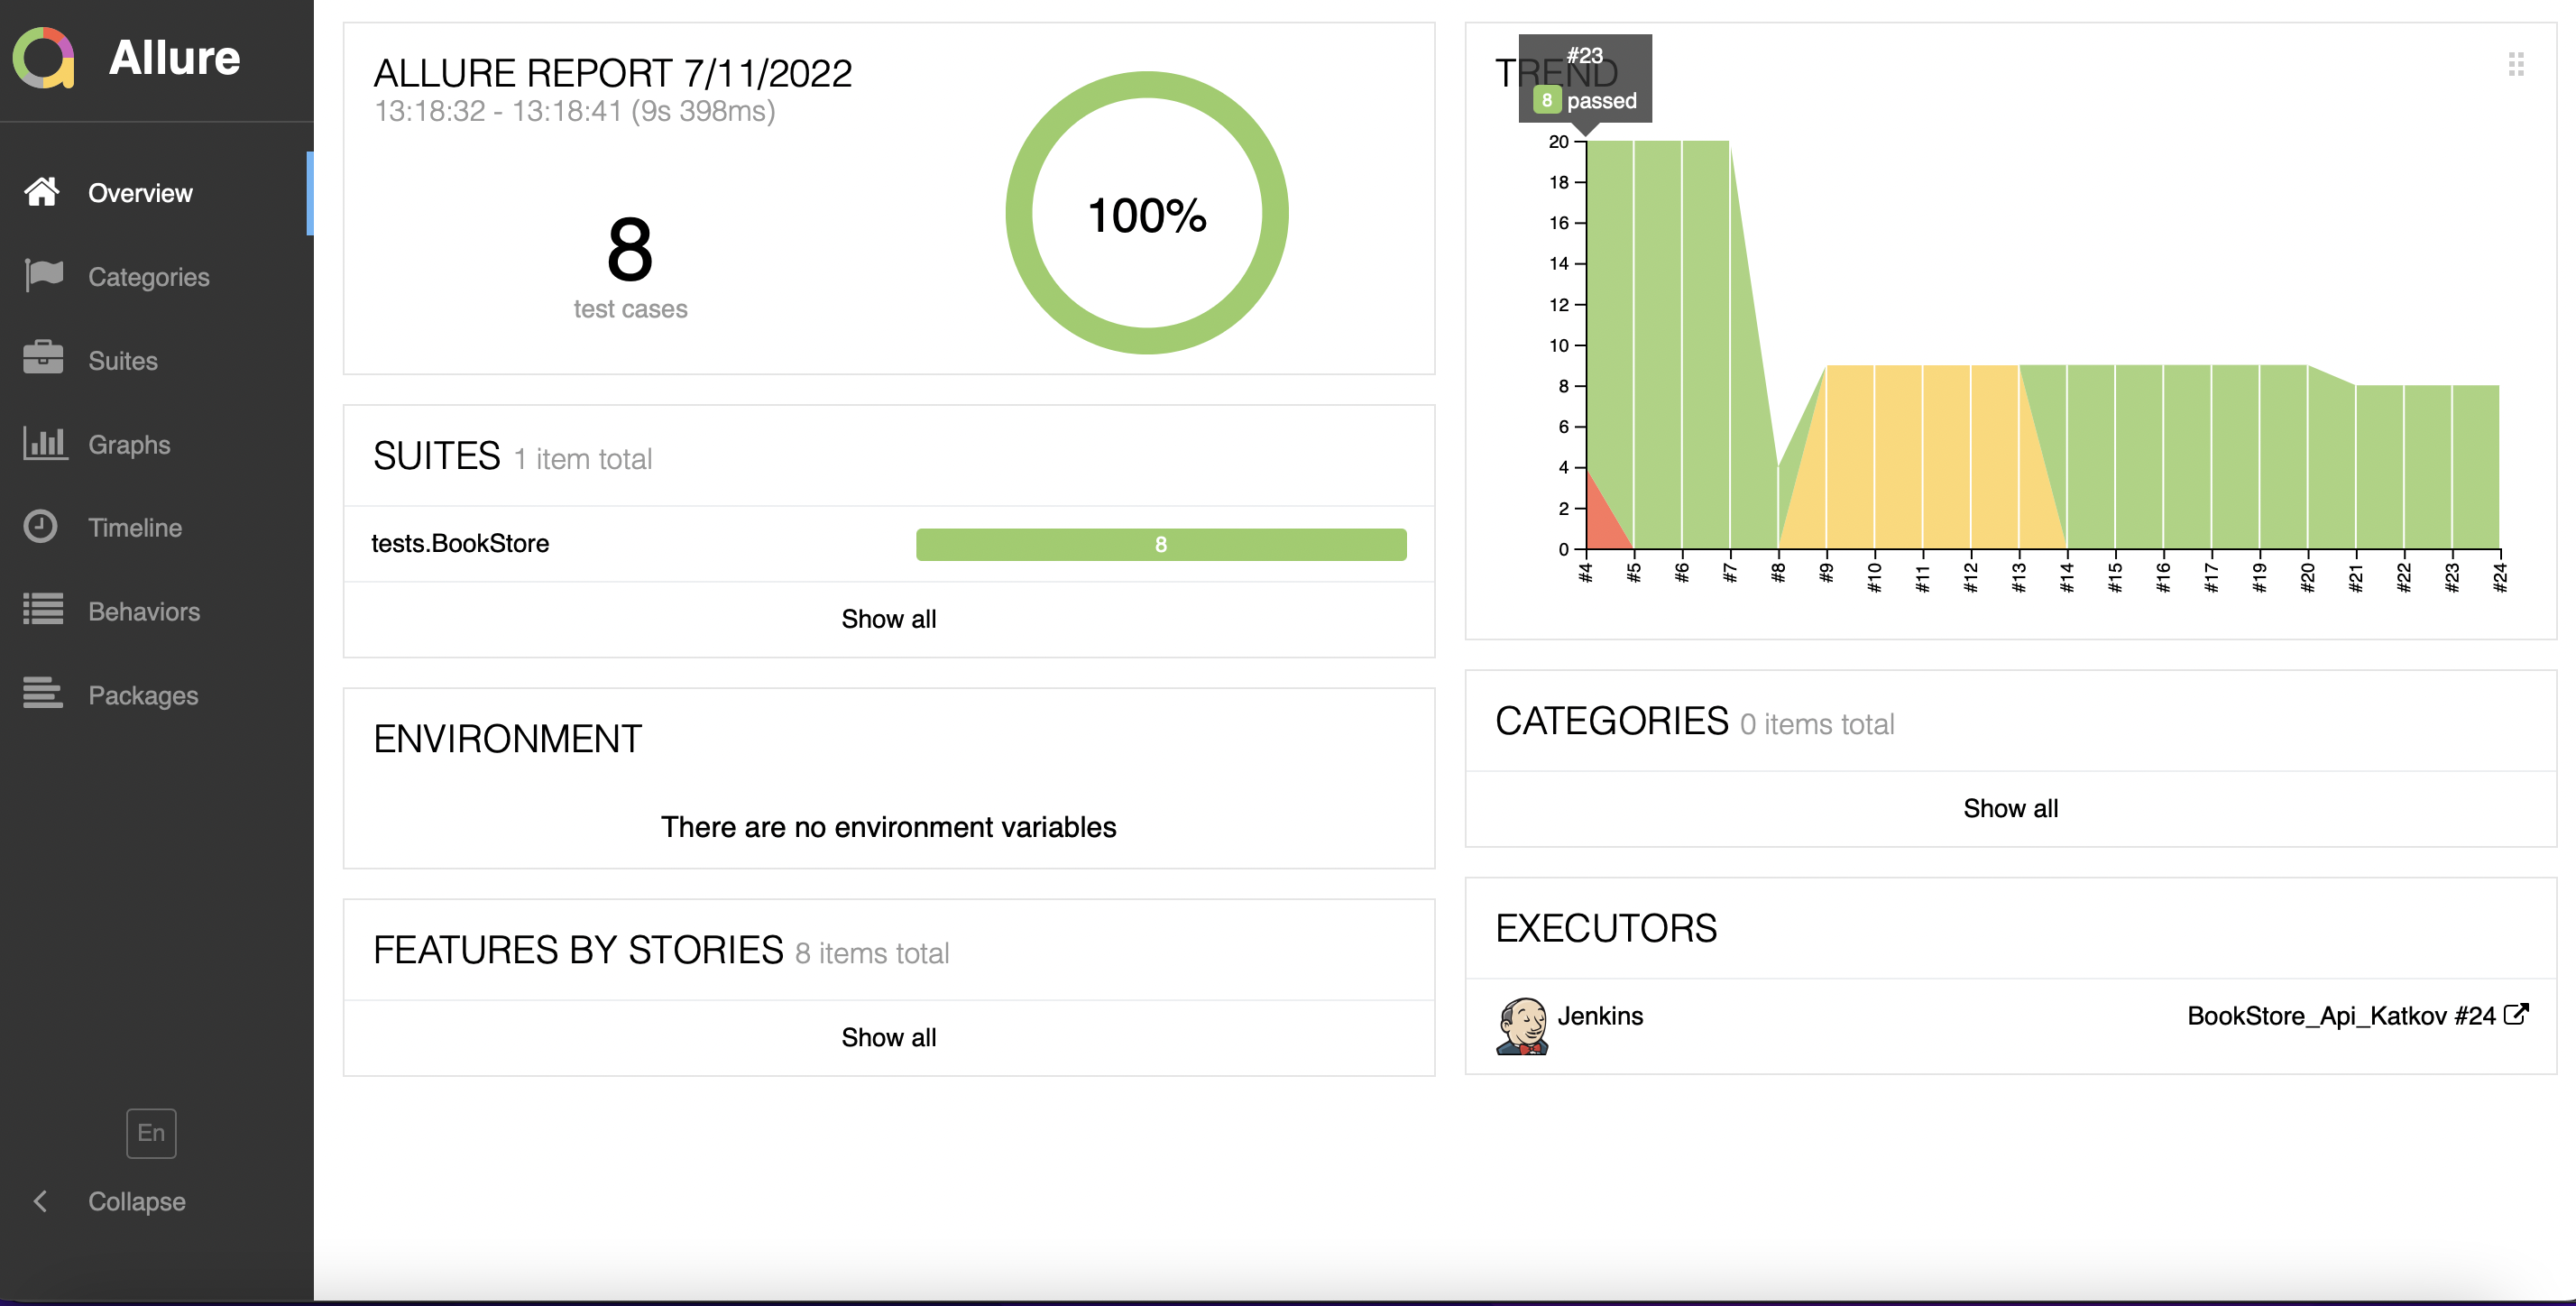 Allure
Overview
Categories
Suites
Graphs
Timeline
Behaviors
Packages
En
Collapse
ALLURE REPORT 7/11/2022
13:18:32 - 13:18:41 (9s 398ms)
8
test cases
100%
SUITES 1 item total
tests.BookStore 8
Show all
ENVIRONMENT
There are no environment variables
FEATURES BY STORIES 8 items total
Show all
TREND
#23
8 passed
20
18
16
14
12
10
8
6
4
2
0
#4 #5 #6 #7 #8 #9 #10 #11 #12 #13 #14 #15 #16 #17 #19 #20 #21 #22 #23 #24
CATEGORIES 0 items total
Show all
EXECUTORS
Jenkins BookStore_Api_Katkov #24